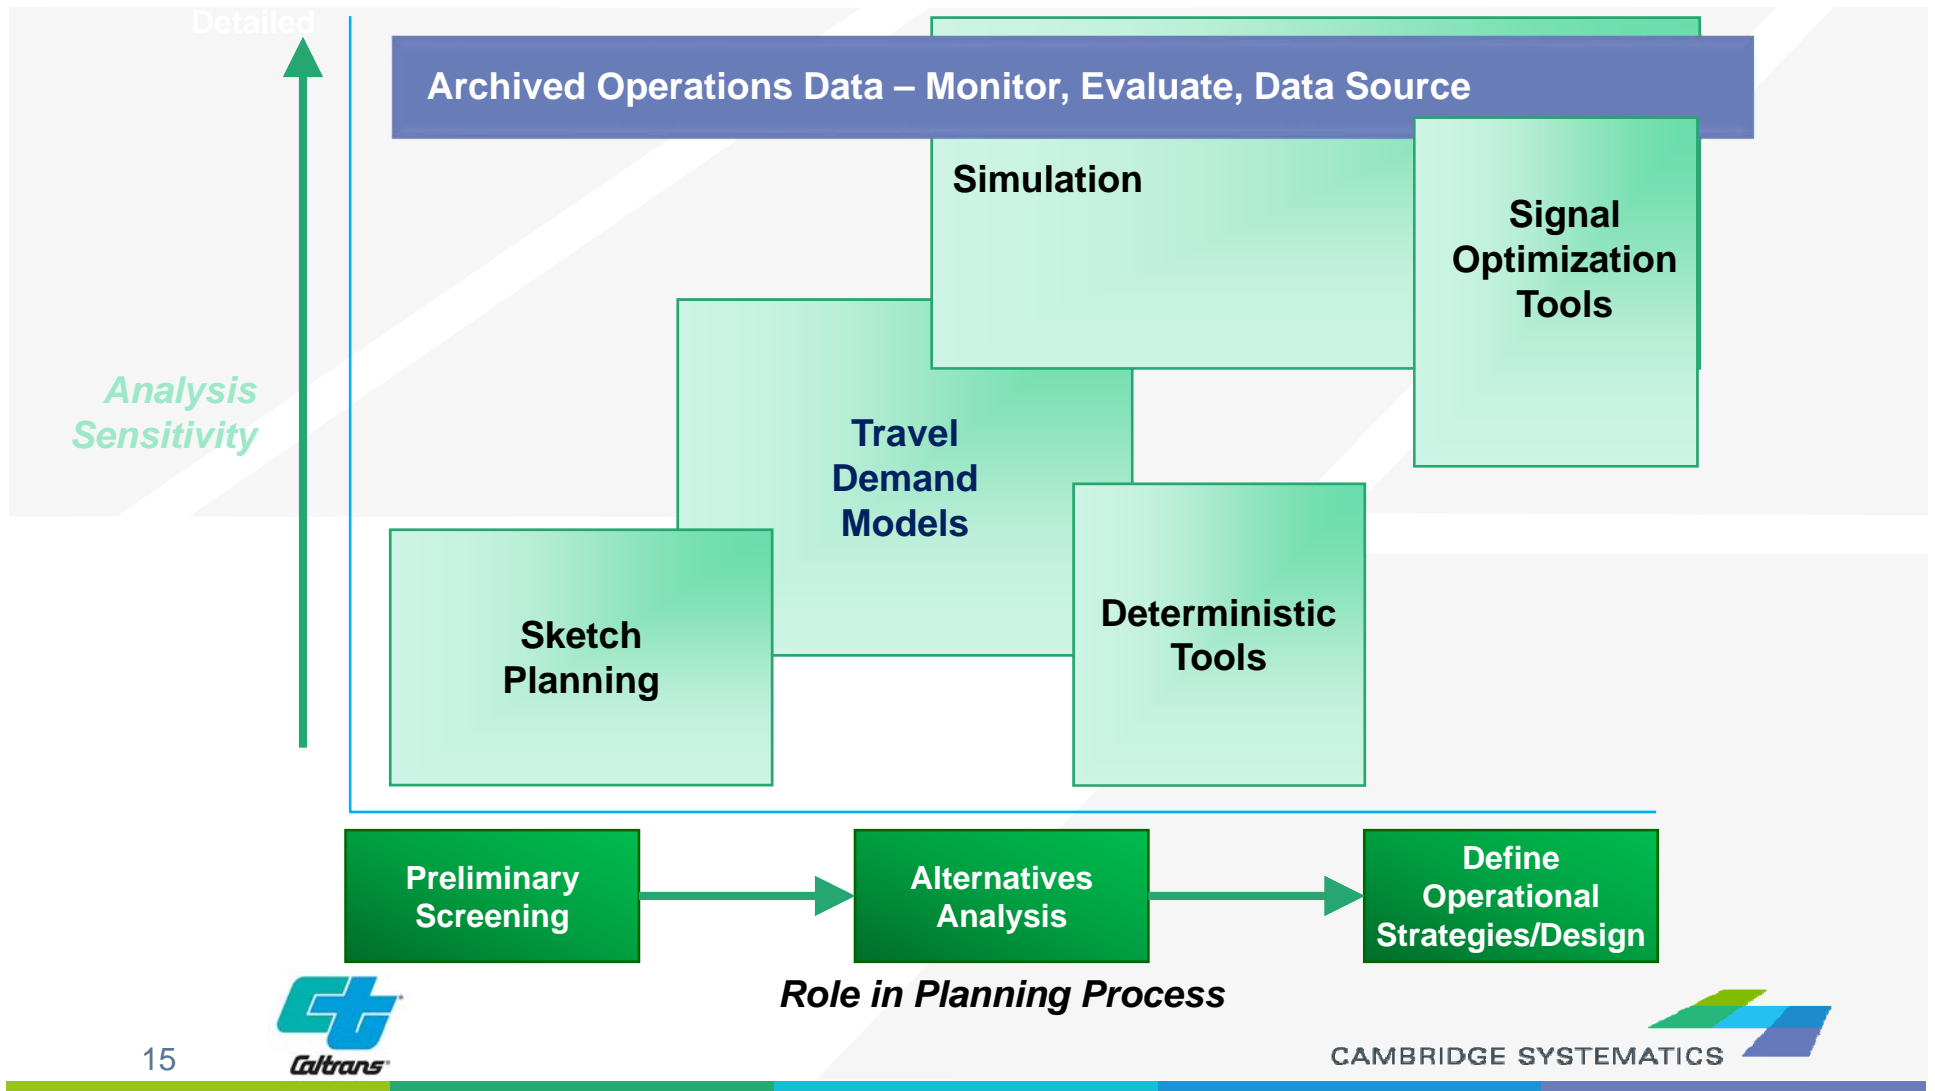 Detailed
Archived Operations Data – Monitor, Evaluate, Data Source
Simulation
Signal
Optimization
Tools
Analysis
Sensitivity
Travel
Demand
Models
Sketch
Planning
Deterministic
Tools
Preliminary
Screening
Alternatives
Analysis
Define
Operational
Strategies/Design
Role in Planning Process
15
Caltrans
CAMBRIDGE SYSTEMATICS